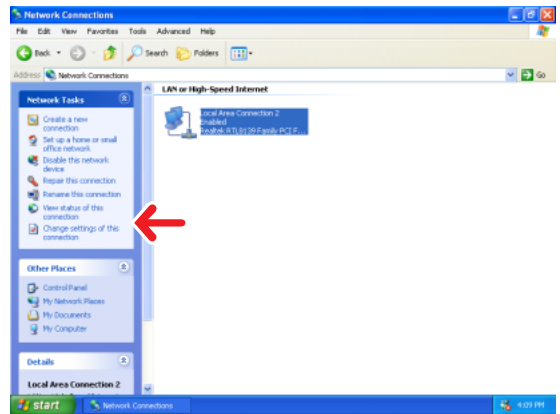 Network Connections
File Edit View Favorites Tools Advanced Help
Back Search Folders
Address Network Connections Go
LAN or High-Speed Internet
Local Area Connection 2
Enabled
Realtek RTL8139 Family PCI F...
Network Tasks
Create a new
connection
Set up a home or small
office network
Disable this network
device
Repair this connection
Rename this connection
View status of this
connection
Change settings of this
connection
Other Places
Control Panel
My Network Places
My Documents
My Computer
Details
Local Area Connection 2
start Network Connections 4:09 PM